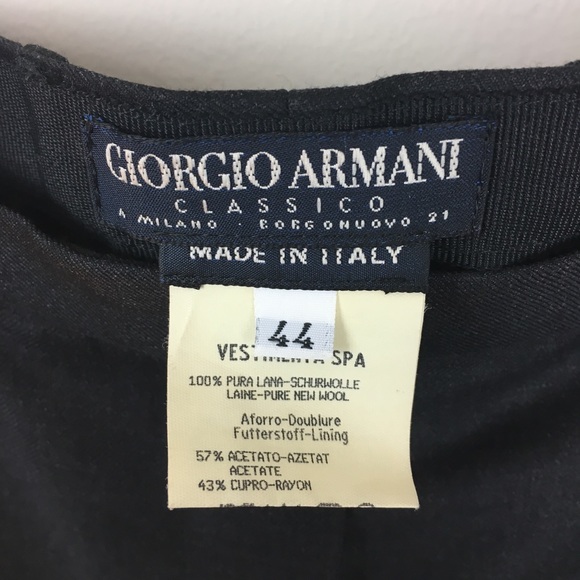 GIORGIO ARMANI
CLASSICO
A MILANO · BORGONUOVO 21
MADE IN ITALY
44
VESTIMENTA SPA
100% PURA LANA-SCHURWOLLE
LAINE-PURE NEW WOOL
Aforro-Doublure
Futterstoff-Lining
57% ACETATO-AZETAT
ACETATE
43% CUPRO-RAYON